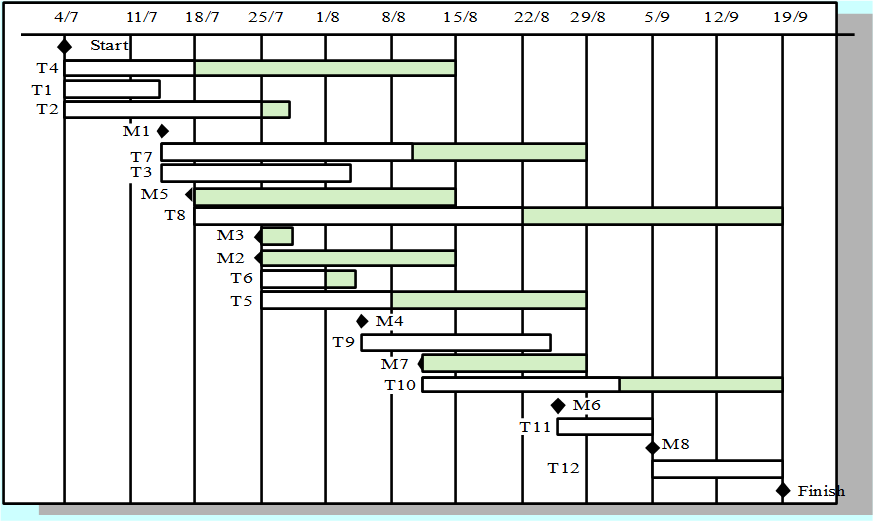 4/7 11/7 18/7 25/7 1/8 8/8 15/8 22/8 29/8 5/9 12/9 19/9
Start
T4
T1
T2
M1
T7
T3
M5
T8
M3
M2
T6
T5
M4
T9
M7
T10
M6
T11
M8
T12
Finish